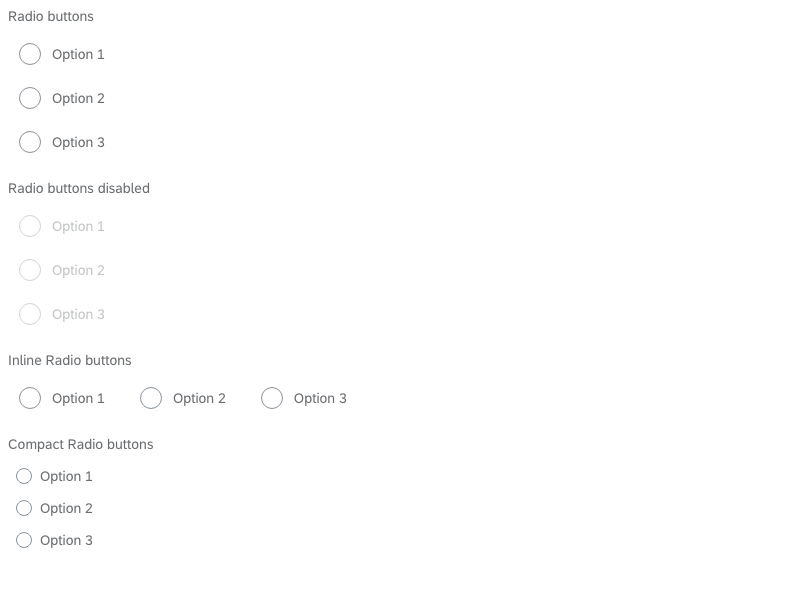 Radio buttons
Option 1
Option 2
Option 3
Radio buttons disabled
Option 1
Option 2
Option 3
Inline Radio buttons
Option 1 Option 2 Option 3
Compact Radio buttons
Option 1
Option 2
Option 3